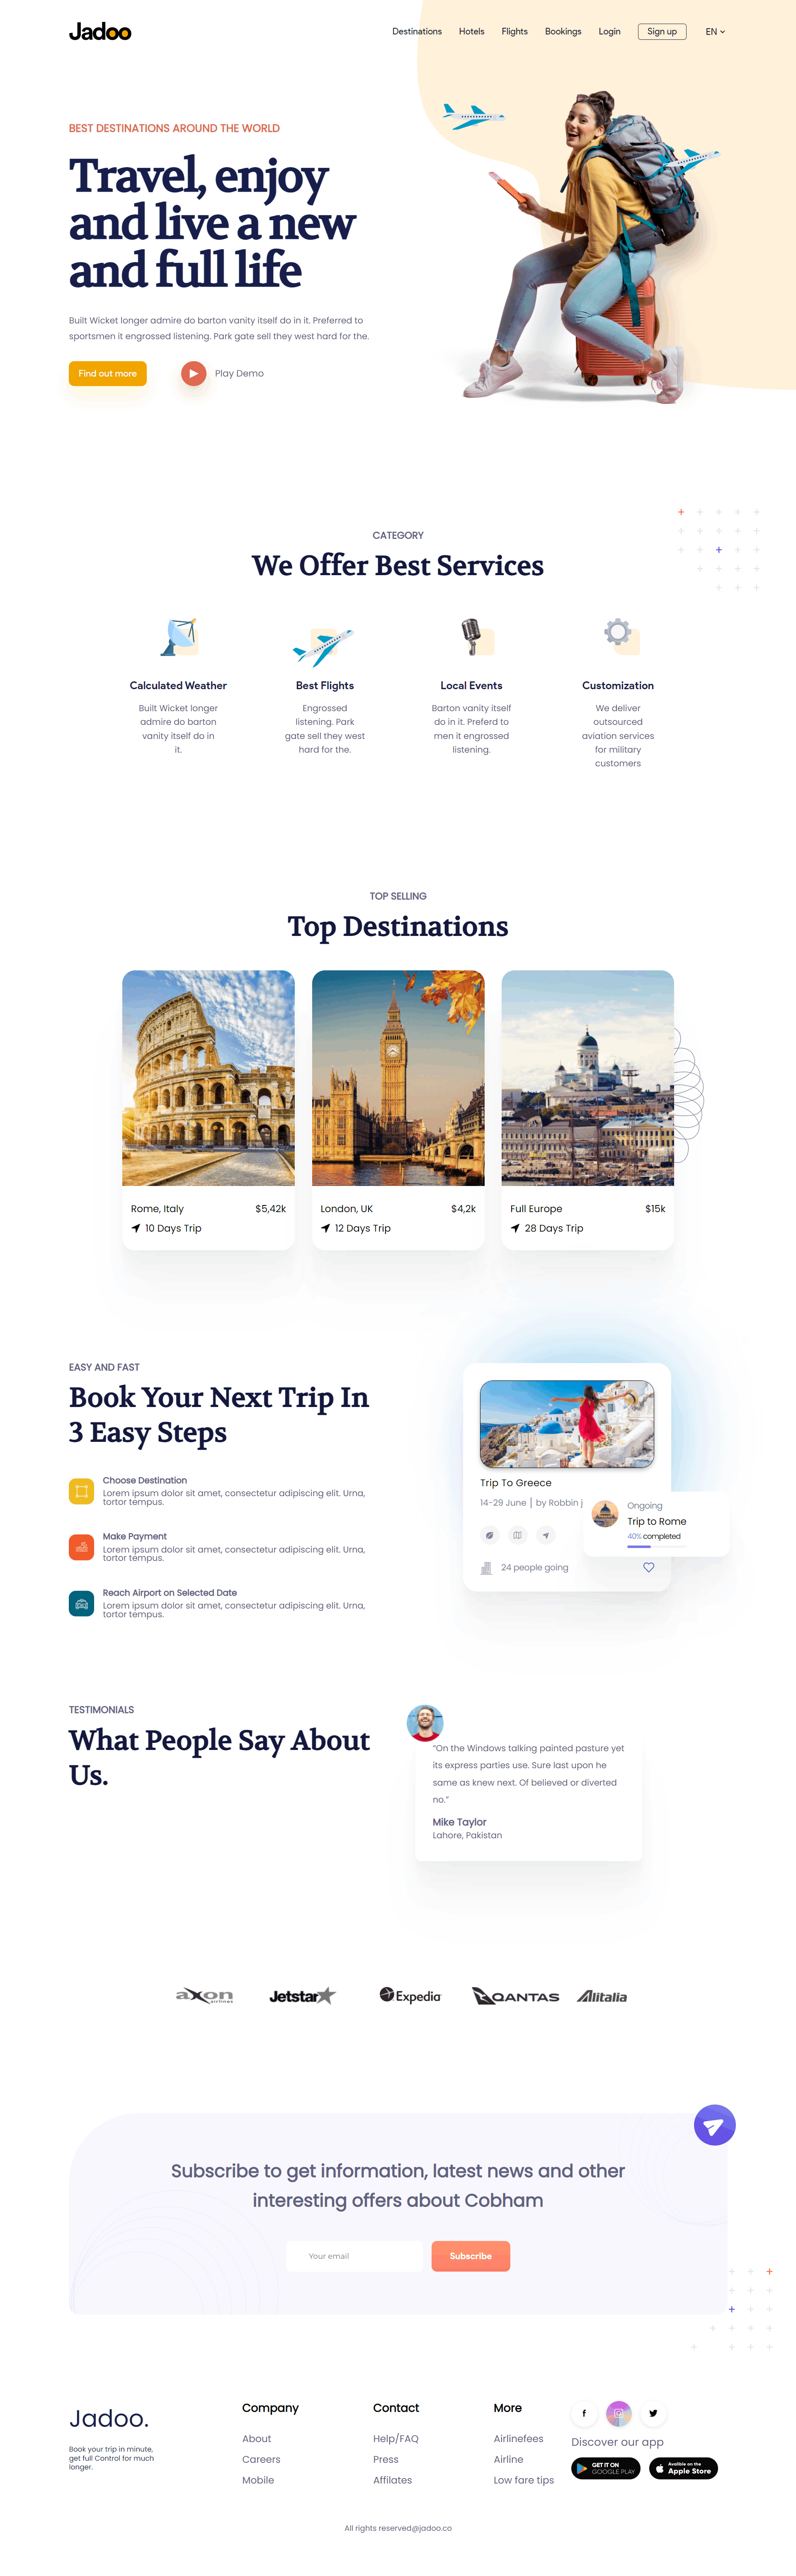 Jadoo
Destinations
Hotels
Flights
Bookings
Login
Sign up
EN
BEST DESTINATIONS AROUND THE WORLD
Travel, enjoy
and live a new
and full life
Built Wicket longer admire do barton vanity itself do in it. Preferred to
sportsmen it engrossed listening. Park gate sell they west hard for the.
Find out more
Play Demo
CATEGORY
We Offer Best Services
Calculated Weather
Built Wicket longer
admire do barton
vanity itself do in
it.
Best Flights
Engrossed
listening. Park
gate sell they west
hard for the.
Local Events
Barton vanity itself
do in it. Preferd to
men it engrossed
listening.
Customization
We deliver
outsourced
aviation services
for military
customers
TOP SELLING
Top Destinations
Rome, Italy
$5,42k
10 Days Trip
London, UK
$4,2k
12 Days Trip
Full Europe
$15k
28 Days Trip
EASY AND FAST
Book Your Next Trip In
3 Easy Steps
Choose Destination
Lorem ipsum dolor sit amet, consectetur adipiscing elit. Urna,
tortor tempus.
Make Payment
Lorem ipsum dolor sit amet, consectetur adipiscing elit. Urna,
tortor tempus.
Reach Airport on Selected Date
Lorem ipsum dolor sit amet, consectetur adipiscing elit. Urna,
tortor tempus.
Trip To Greece
14-29 June | by Robbin j
24 people going
Ongoing
Trip to Rome
40% completed
TESTIMONIALS
What People Say About
Us.
"On the Windows talking painted pasture yet
its express parties use. Sure last upon he
same as knew next. Of believed or diverted
no."
Mike Taylor
Lahore, Pakistan
axon
airlines
Jetstar
Expedia
QANTAS
Alitalia
Subscribe to get information, latest news and other
interesting offers about Cobham
Your email
Subscribe
Jadoo.
Book your trip in minute,
get full Control for much
longer.
Company
About
Careers
Mobile
Contact
Help/FAQ
Press
Affilates
More
Airlinefees
Airline
Low fare tips
f
Discover our app
GET IT ON
GOOGLE PLAY
Available on the
Apple Store
All rights reserved@jadoo.co